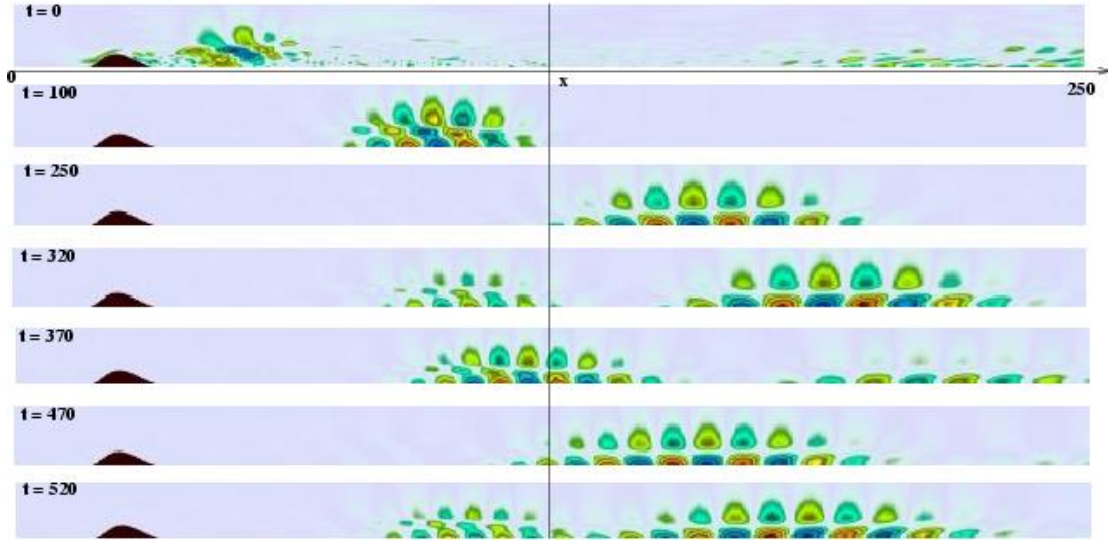 t = 0
0
x
250
t = 100
t = 250
t = 320
t = 370
t = 470
t = 520